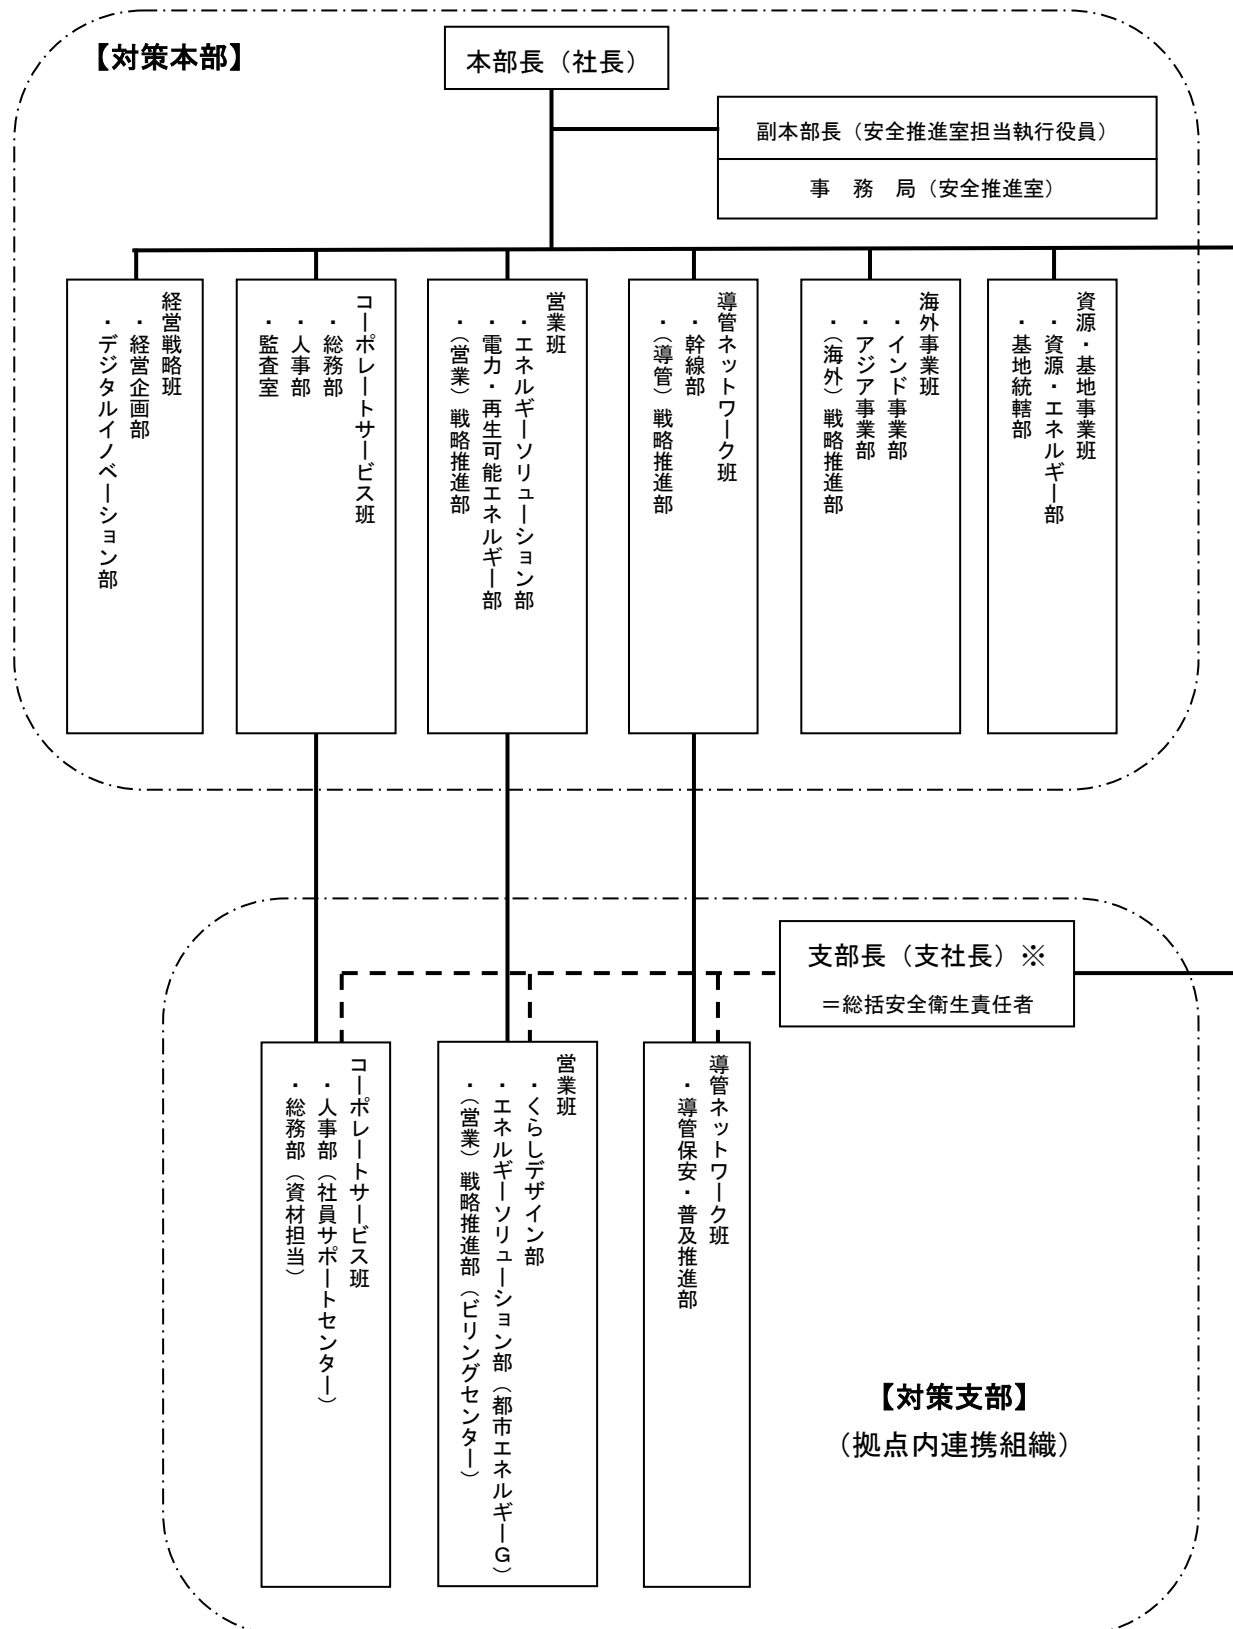 【対策本部】
本部長（社長）
副本部長（安全推進室担当執行役員）
事　務　局（安全推進室）
経営戦略班
・経営企画部
・デジタルイノベーション部
コーポレートサービス班
・総務部
・人事部
・監査室
営業班
・エネルギーソリューション部
・電力・再生可能エネルギー部
・（営業）戦略推進部
導管ネットワーク班
・幹線部
・（導管）戦略推進部
海外事業班
・インド事業部
・アジア事業部
・（海外）戦略推進部
資源・基地事業班
・資源・エネルギー部
・基地統轄部
支部長（支社長）※
＝総括安全衛生責任者
コーポレートサービス班
・人事部（社員サポートセンター）
・総務部（資材担当）
営業班
・くらしデザイン部
・エネルギーソリューション部（都市エネルギーG）
・（営業）戦略推進部（ビリングセンター）
導管ネットワーク班
・導管保安・普及推進部
【対策支部】
（拠点内連携組織）